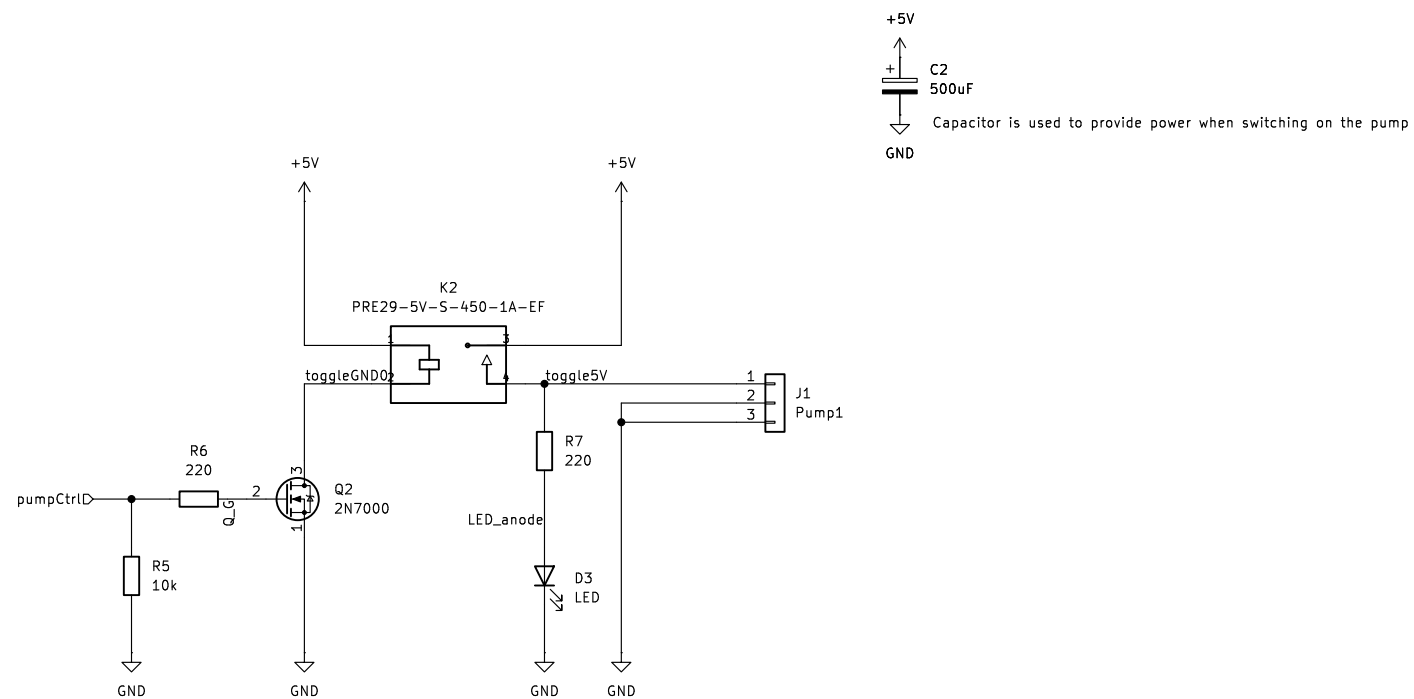 +5V
+
C2
500uF
Capacitor is used to provide power when switching on the pump
GND
+5V
+5V
K2
PRE29-5V-S-450-1A-EF
1
3
toggleGND0
2
4
toggle5V
1
2
3
J1
Pump1
R6
220
R7
220
pumpCtrl
2
Q_G
3
1
Q2
2N7000
LED_anode
R5
10k
D3
LED
GND
GND
GND
GND